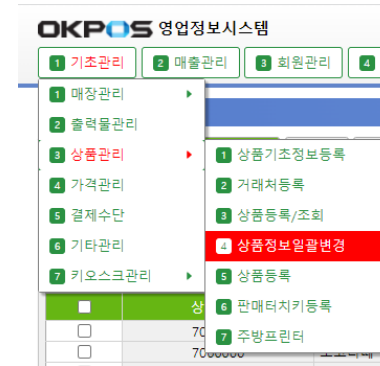 OKPOS 영업정보시스템
1 기초관리 2 매출관리 3 회원관리 4
1 매장관리
2 출력물관리
3 상품관리
4 가격관리
5 결제수단
6 기타관리
7 키오스크관리
1 상품기초정보등록
2 거래처등록
3 상품등록/조회
4 상품정보일괄변경
5 상품등록
6 판매터치키등록
7 주방프린터